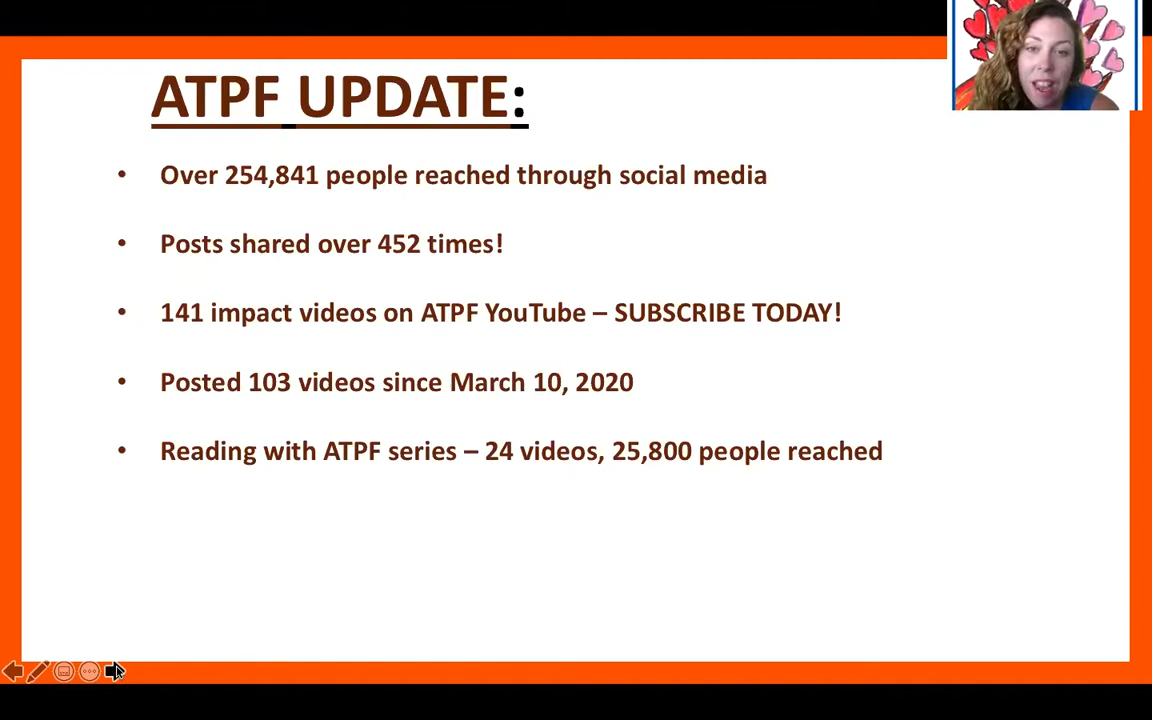 ATPF UPDATE:
• Over 254,841 people reached through social media
• Posts shared over 452 times!
• 141 impact videos on ATPF YouTube – SUBSCRIBE TODAY!
• Posted 103 videos since March 10, 2020
• Reading with ATPF series – 24 videos, 25,800 people reached